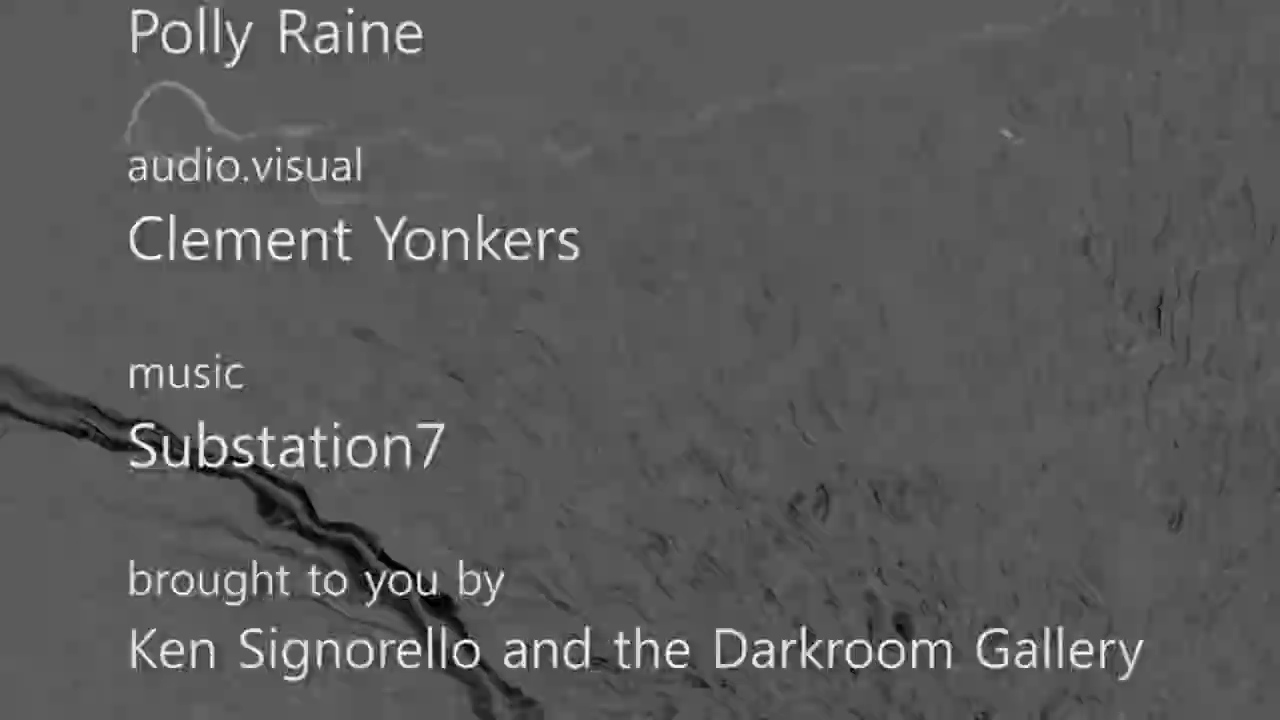 Polly Raine
audio.visual
Clement Yonkers
music
Substation7
brought to you by
Ken Signorello and the Darkroom Gallery